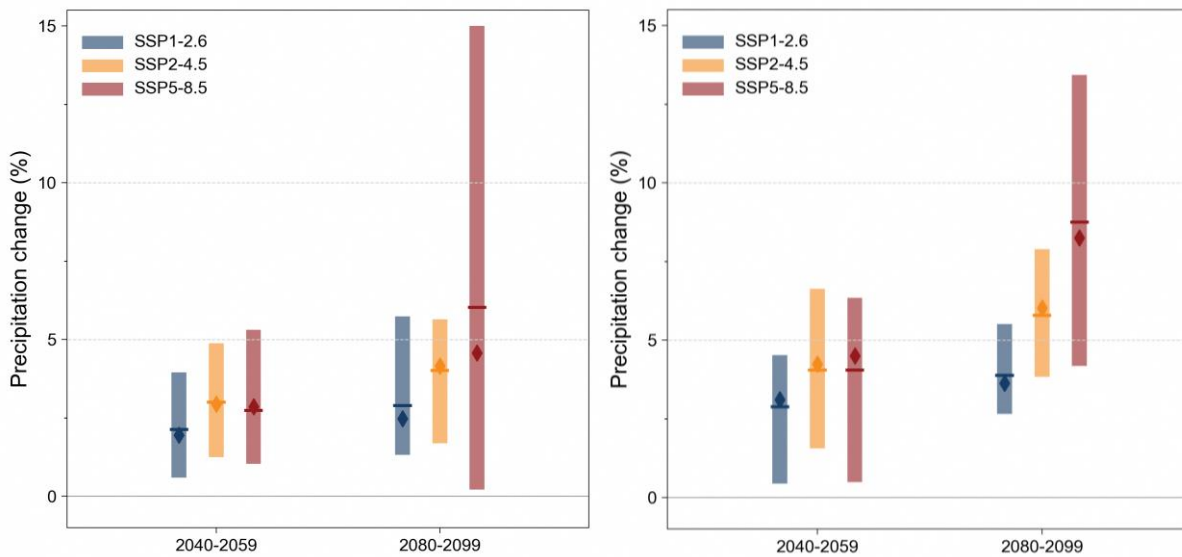 15
10
5
0
Precipitation change (%)
SSP1-2.6
SSP2-4.5
SSP5-8.5
2040-2059
2080-2099
15
10
5
0
Precipitation change (%)
SSP1-2.6
SSP2-4.5
SSP5-8.5
2040-2059
2080-2099